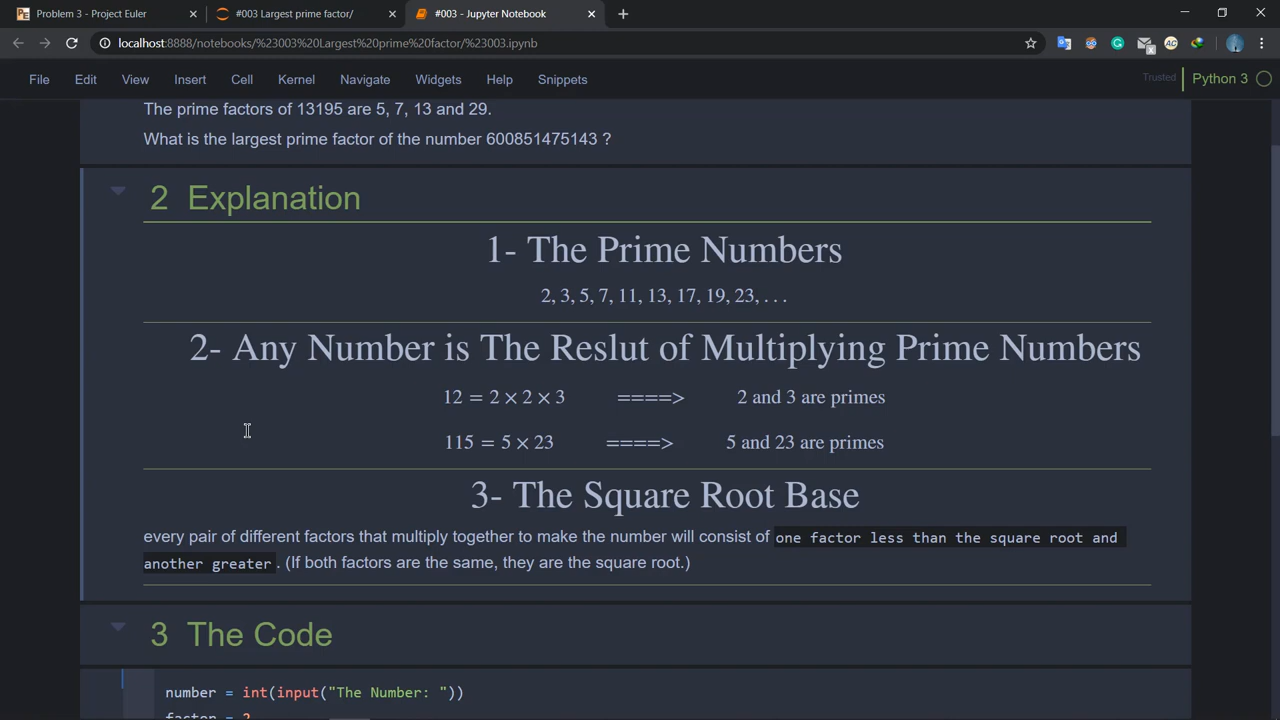 Problem 3 - Project Euler
#003 Largest prime factor/
#003 - Jupyter Notebook
localhost:8888/notebooks/%23003%20Largest%20prime%20factor/%23003.ipynb
File Edit View Insert Cell Kernel Navigate Widgets Help Snippets
Trusted Python 3
The prime factors of 13195 are 5, 7, 13 and 29.
What is the largest prime factor of the number 600851475143 ?
2 Explanation
1- The Prime Numbers
2, 3, 5, 7, 11, 13, 17, 19, 23, . . .
2- Any Number is The Reslut of Multiplying Prime Numbers
12 = 2 × 2 × 3 ====> 2 and 3 are primes
115 = 5 × 23 ====> 5 and 23 are primes
3- The Square Root Base
every pair of different factors that multiply together to make the number will consist of one factor less than the square root and
another greater . (If both factors are the same, they are the square root.)
3 The Code
number = int(input("The Number: "))
factor = 2